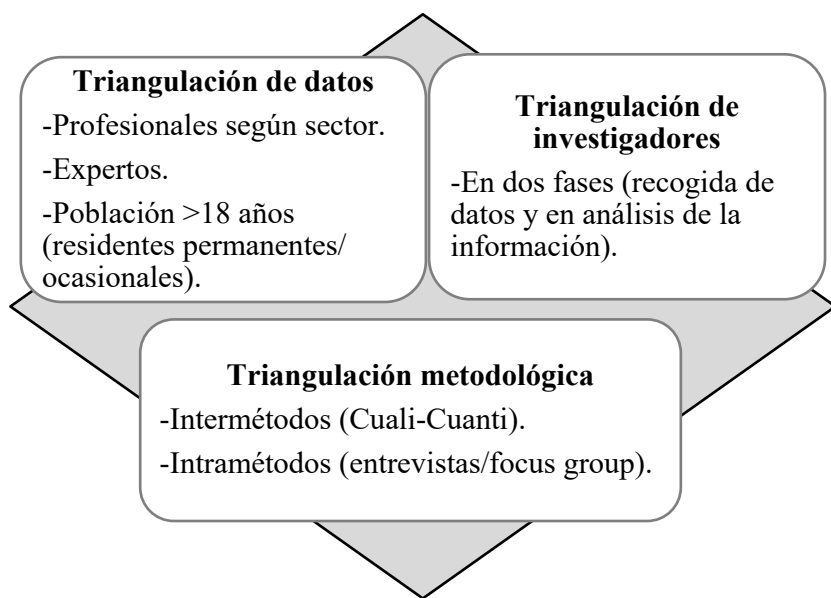 Triangulación de datos
-Profesionales según sector.
-Expertos.
-Población >18 años
(residentes permanentes/
ocasionales).
Triangulación de
investigadores
-En dos fases (recogida de
datos y en análisis de la
información).
Triangulación metodológica
-Intermétodos (Cuali-Cuanti).
-Intramétodos (entrevistas/focus group).